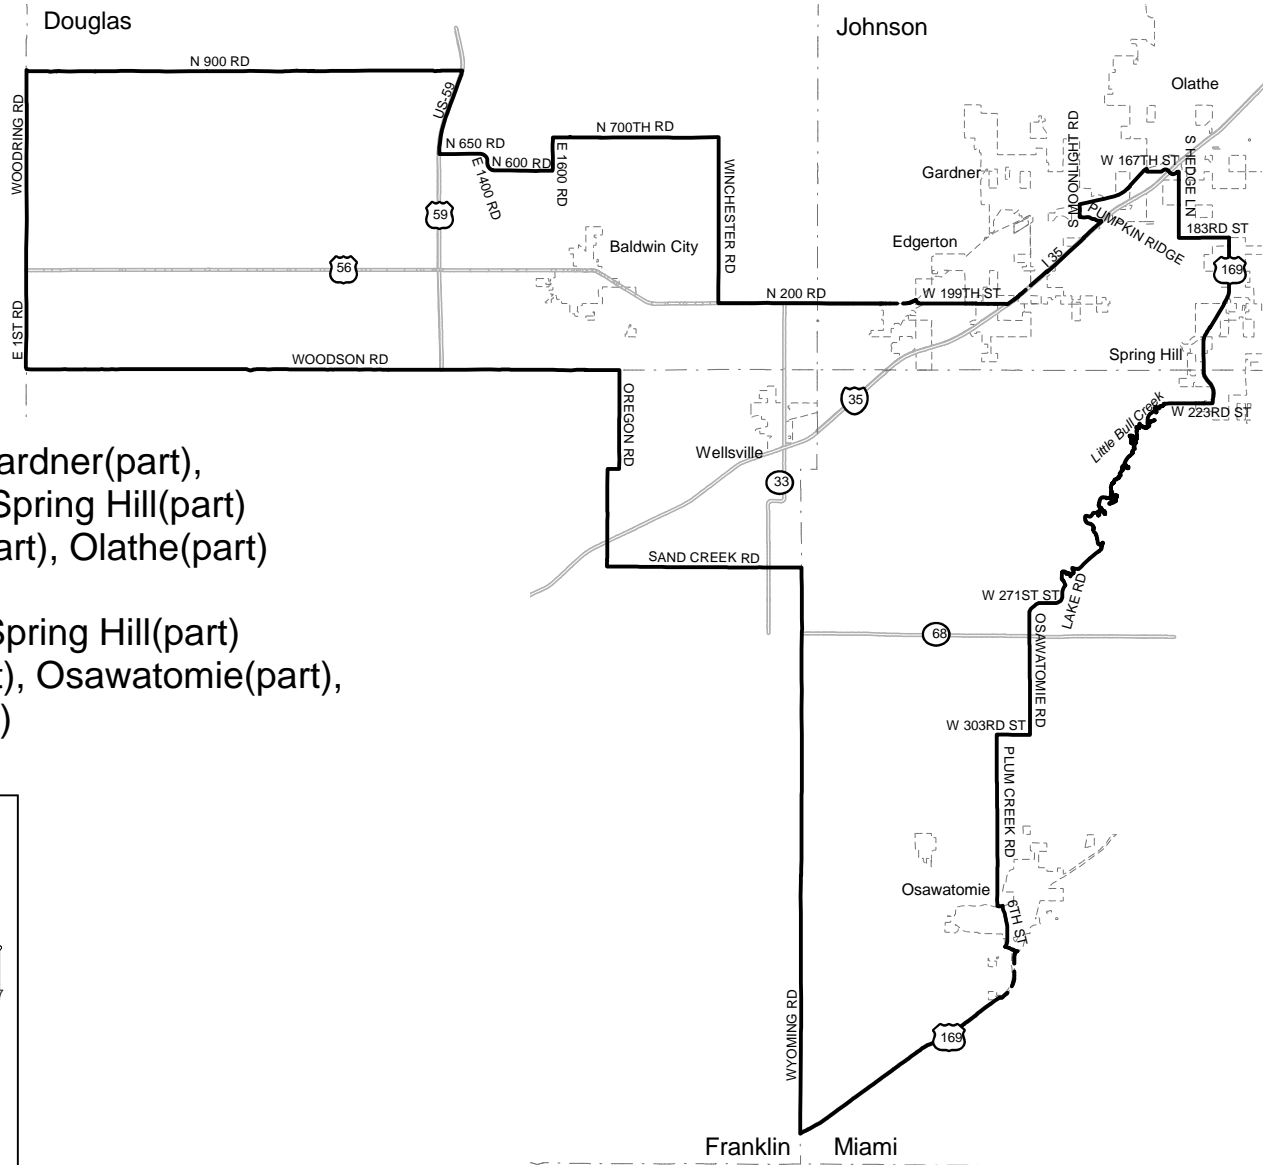 Douglas
Johnson
N 900 RD
Olathe
WOODRING RD
US-59
N 650 RD
N 700TH RD
E 1400 RD
N 600 RD
E 1600 RD
WINCHESTER RD
S MOONLIGHT RD
W 167TH ST
S HEDGE LN
Gardner
PUMPKIN RIDGE
183RD ST
59
Edgerton
Baldwin City
I 35
56
169
N 200 RD
W 199TH ST
E 1ST RD
WOODSON RD
Spring Hill
OREGON RD
35
W 223RD ST
Little Bull Creek
Wellsville
33
ardner(part),
Spring Hill(part)
art), Olathe(part)
SAND CREEK RD
W 271ST ST
LAKE RD
68
OSAWATOMIE RD
Spring Hill(part)
t), Osawatomie(part),
)
W 303RD ST
PLUM CREEK RD
Osawatomie
6TH ST
WYOMING RD
169
Franklin
Miami